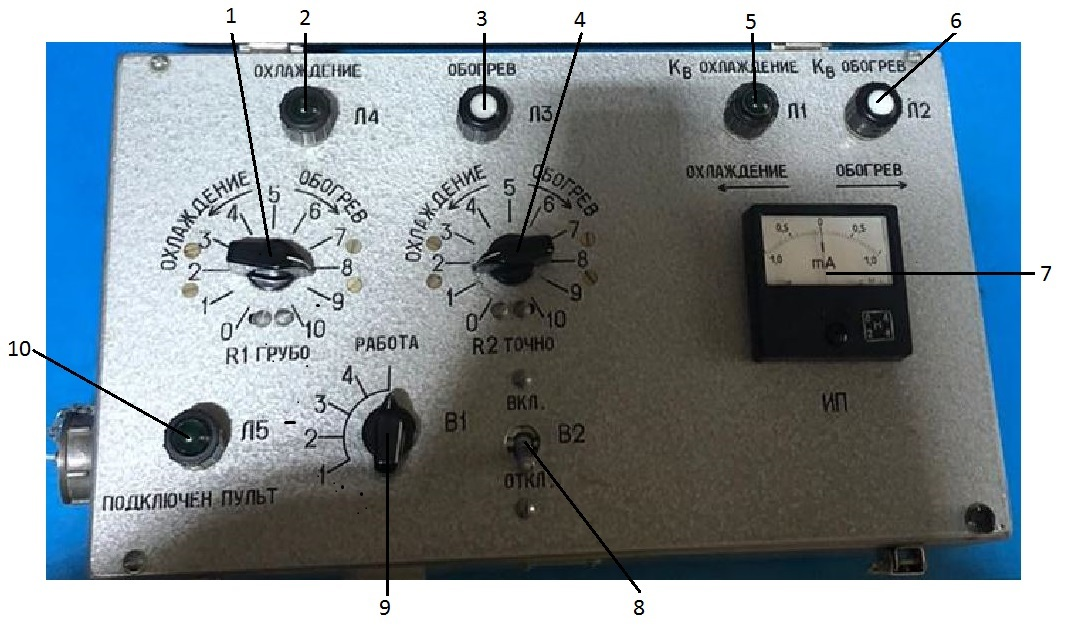 1 2 3 4 5 6
ОХЛАЖДЕНИЕ ОБОГРЕВ Кв ОХЛАЖДЕНИЕ Кв ОБОГРЕВ
Л4 Л3 Л1 Л2
ОХЛАЖДЕНИЕ ОБОГРЕВ
ОХЛАЖДЕНИЕ ОБОГРЕВ
0 1 2 3 4 5 6 7 8 9 10
R1 ГРУБО
ОХЛАЖДЕНИЕ ОБОГРЕВ
0 1 2 3 4 5 6 7 8 9 10
R2 ТОЧНО
1,0 0,5 0 0,5 1,0
mA
7
ИП
10
Л5
ПОДКЛЮЧЕН ПУЛЬТ
РАБОТА
4
3
2
1
В1
ВКЛ.
В2
ОТКЛ.
9 8